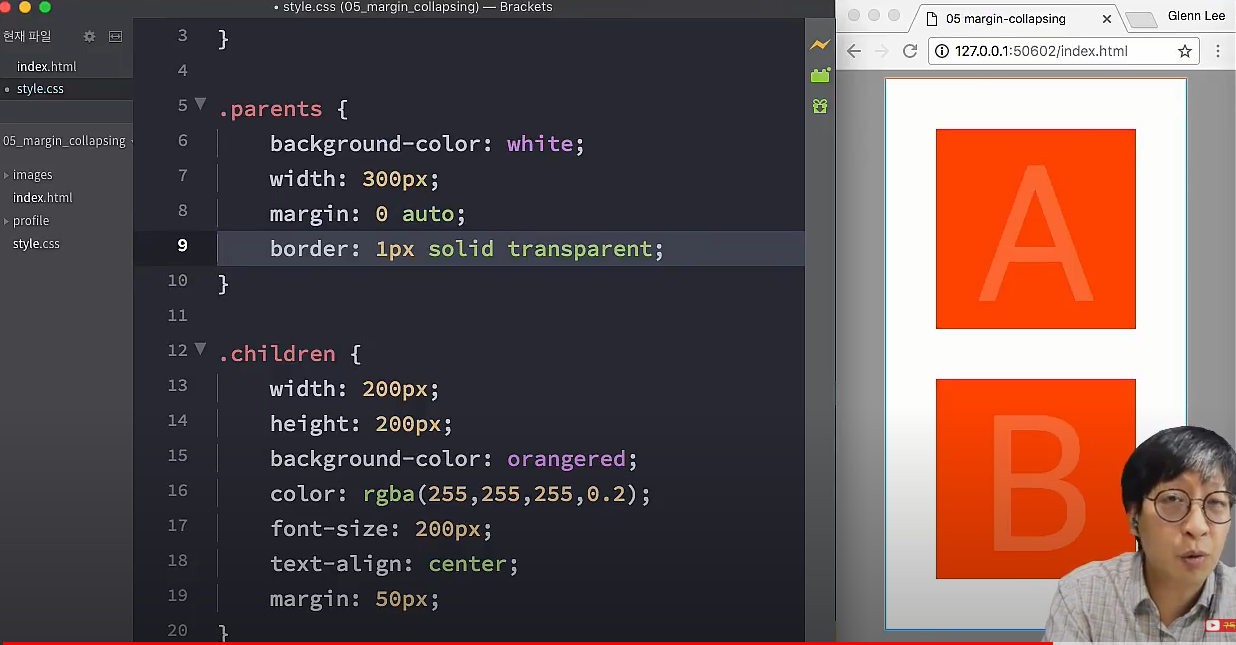 • style.css (05_margin_collapsing) — Brackets
현재 파일
index.html
• style.css
05_margin_collapsing
images
index.html
profile
style.css
3 }
4
5 .parents {
6 background-color: white;
7 width: 300px;
8 margin: 0 auto;
9 border: 1px solid transparent;
10 }
11
12 .children {
13 width: 200px;
14 height: 200px;
15 background-color: orangered;
16 color: rgba(255,255,255,0.2);
17 font-size: 200px;
18 text-align: center;
19 margin: 50px;
20 }
05 margin-collapsing
Glenn Lee
127.0.0.1:50602/index.html
A
B